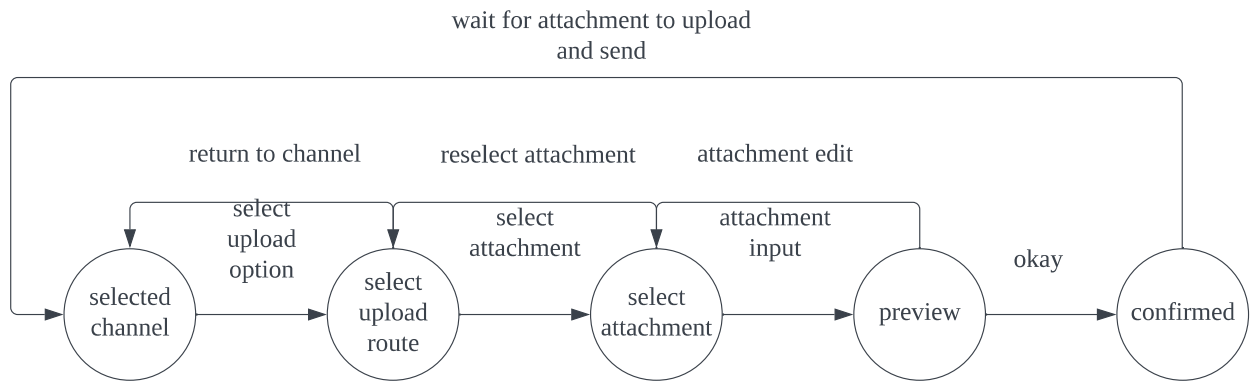 wait for attachment to upload
and send
return to channel
reselect attachment
attachment edit
select
upload
option
select
attachment
attachment
input
okay
selected
channel
select
upload
route
select
attachment
preview
confirmed